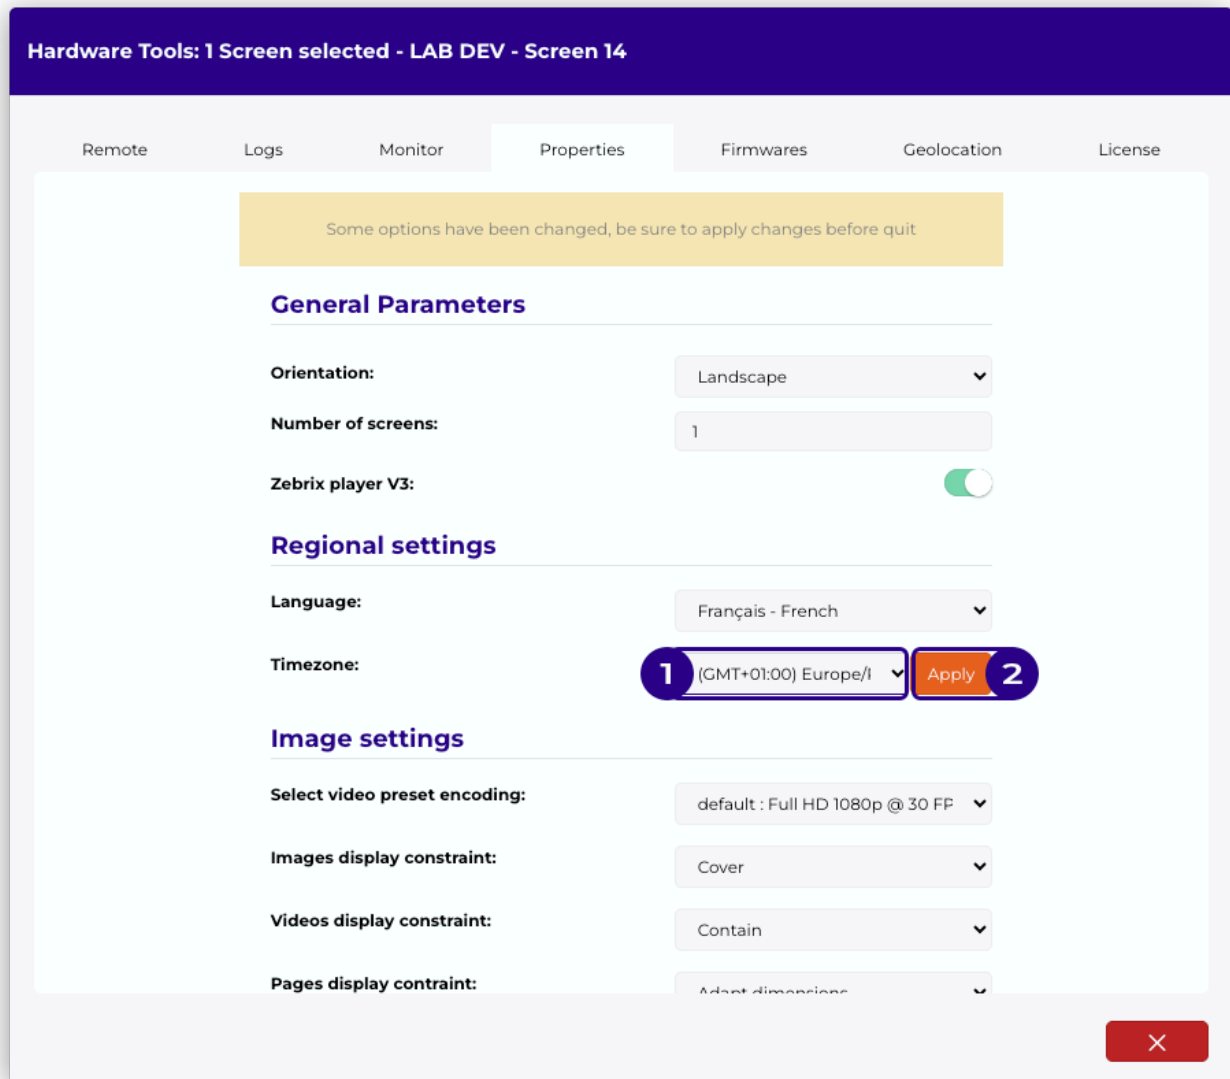 Hardware Tools: 1 Screen selected - LAB DEV - Screen 14
Remote Logs Monitor Properties Firmwares Geolocation License
Some options have been changed, be sure to apply changes before quit
General Parameters
Orientation: Landscape
Number of screens: 1
Zebrix player V3:
Regional settings
Language: Français - French
Timezone: 1 (GMT+01:00) Europe/ Apply 2
Image settings
Select video preset encoding: default : Full HD 1080p @ 30 FP
Images display constraint: Cover
Videos display constraint: Contain
Pages display contraint: Adapt dimensions